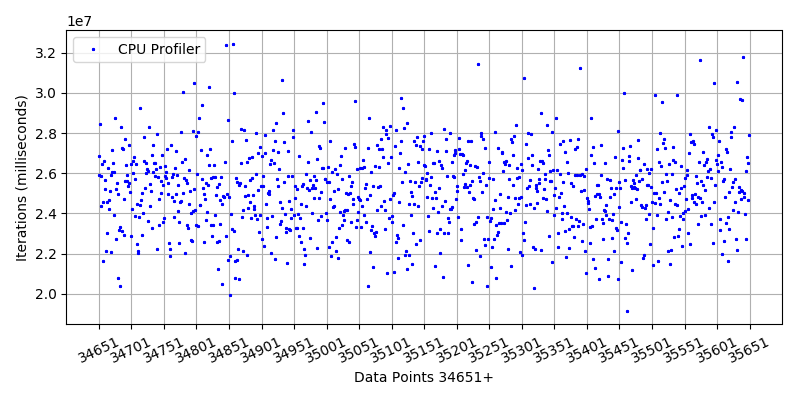 1e7
CPU Profiler
3.2
3.0
2.8
2.6
2.4
2.2
2.0
Iterations (milliseconds)
34651 34701 34751 34801 34851 34901 34951 35001 35051 35101 35151 35201 35251 35301 35351 35401 35451 35501 35551 35601 35651
Data Points 34651+